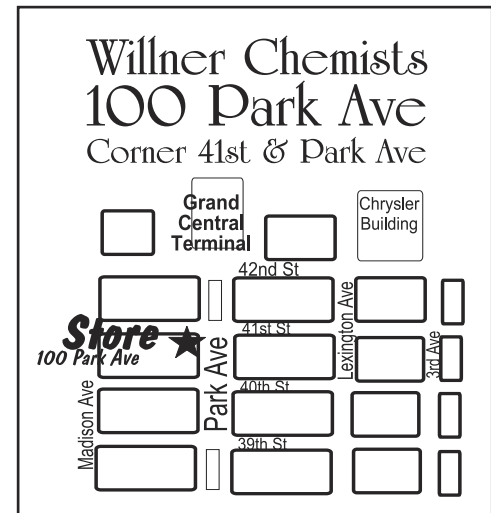 Willner Chemists
100 Park Ave
Corner 41st & Park Ave
Grand
Central
Terminal
Chrysler
Building
42nd St
Store
100 Park Ave
41st St
Park Ave
Lexington Ave
3rd Ave
Madison Ave
40th St
39th St